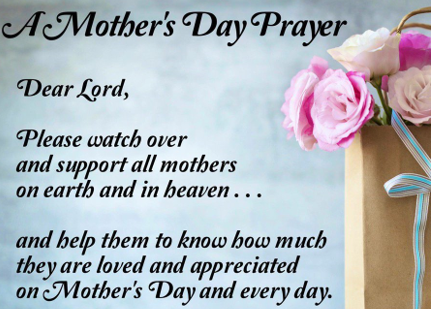 A Mother's Day Prayer
Dear Lord,
Please watch over
and support all mothers
on earth and in heaven . . .
and help them to know how much
they are loved and appreciated
on Mother's Day and every day.